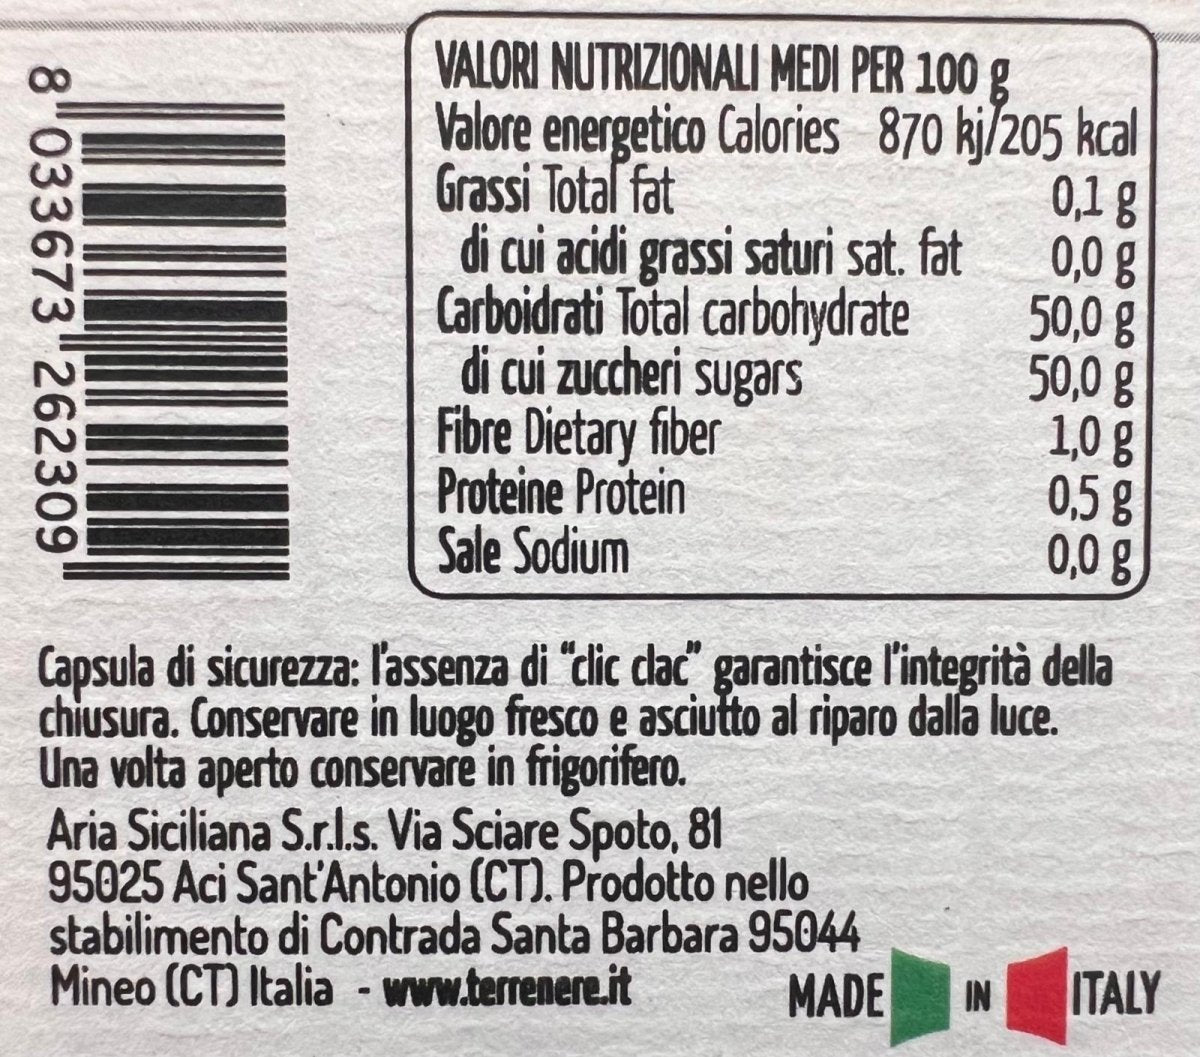 8 033673 262309
VALORI NUTRIZIONALI MEDI PER 100 g
Valore energetico Calories 870 kj/205 kcal
Grassi Total fat 0,1 g
di cui acidi grassi saturi sat. fat 0,0 g
Carboidrati Total carbohydrate 50,0 g
di cui zuccheri sugars 50,0 g
Fibre Dietary fiber 1,0 g
Proteine Protein 0,5 g
Sale Sodium 0,0 g
Capsula di sicurezza: l'assenza di “clic clac” garantisce l'integrità della
chiusura. Conservare in luogo fresco e asciutto al riparo dalla luce.
Una volta aperto conservare in frigorifero.
Aria Siciliana S.r.l.s. Via Sciare Spoto, 81
95025 Aci Sant'Antonio (CT). Prodotto nello
stabilimento di Contrada Santa Barbara 95044
Mineo (CT) Italia - www.terrenere.it
MADE IN ITALY